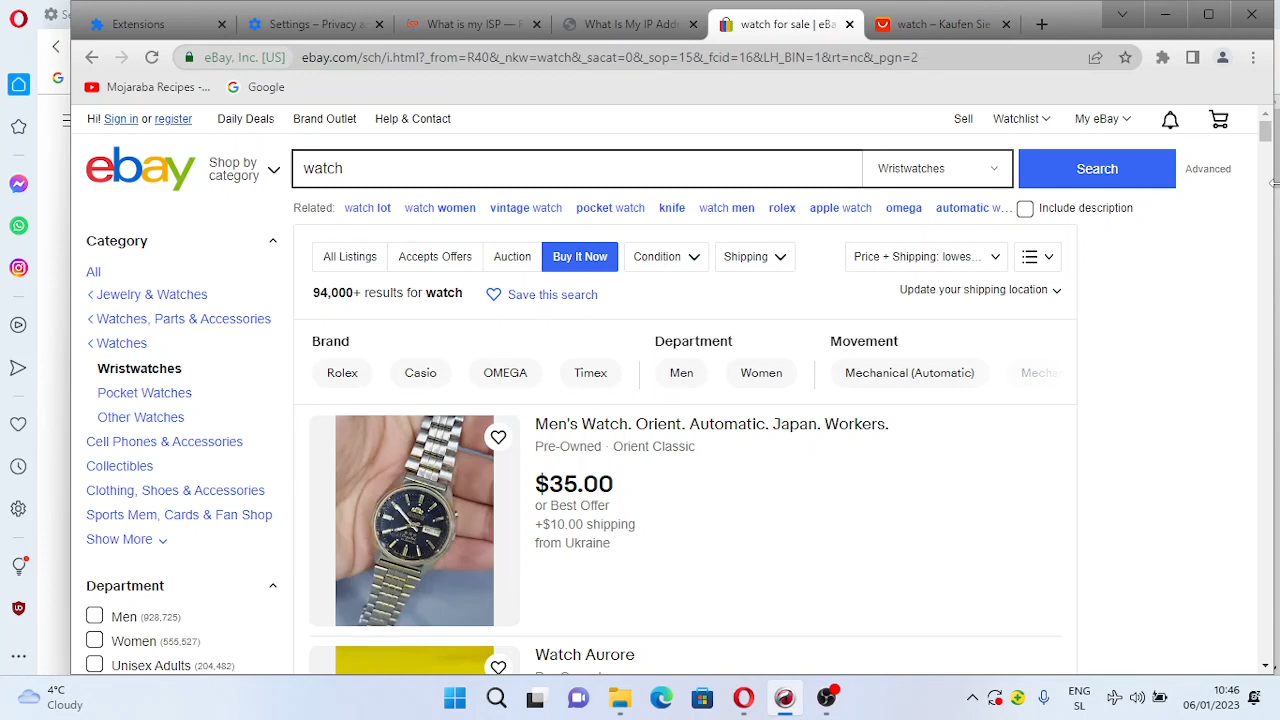 Se
Extensions
Settings – Privacy a
What is my ISP — F
What Is My IP Addr
watch for sale | eBa
watch – Kaufen Sie
eBay, Inc. [US]
ebay.com/sch/i.html?_from=R40&_nkw=watch&_sacat=0&_sop=15&_fcid=16&LH_BIN=1&rt=nc&_pgn=2
Mojaraba Recipes -...
Google
Hi! Sign in or register
Daily Deals
Brand Outlet
Help & Contact
Sell
Watchlist
My eBay
ebay
Shop by
category
watch
Wristwatches
Search
Advanced
Related:
watch lot
watch women
vintage watch
pocket watch
knife
watch men
rolex
apple watch
omega
automatic w...
Include description
Category
All
Jewelry & Watches
Watches, Parts & Accessories
Watches
Wristwatches
Pocket Watches
Other Watches
Cell Phones & Accessories
Collectibles
Clothing, Shoes & Accessories
Sports Mem, Cards & Fan Shop
Show More
Department
Men (928,725)
Women (555,527)
Unisex Adults (204,482)
All Listings
Accepts Offers
Auction
Buy It Now
Condition
Shipping
Price + Shipping: lowes...
94,000+ results for watch
Save this search
Update your shipping location
Brand
Rolex
Casio
OMEGA
Timex
Department
Men
Women
Movement
Mechanical (Automatic)
Mechar
Men's Watch. Orient. Automatic. Japan. Workers.
Pre-Owned · Orient Classic
$35.00
or Best Offer
+$10.00 shipping
from Ukraine
Watch Aurore
4°C
Cloudy
ENG
SL
10:46
06/01/2023